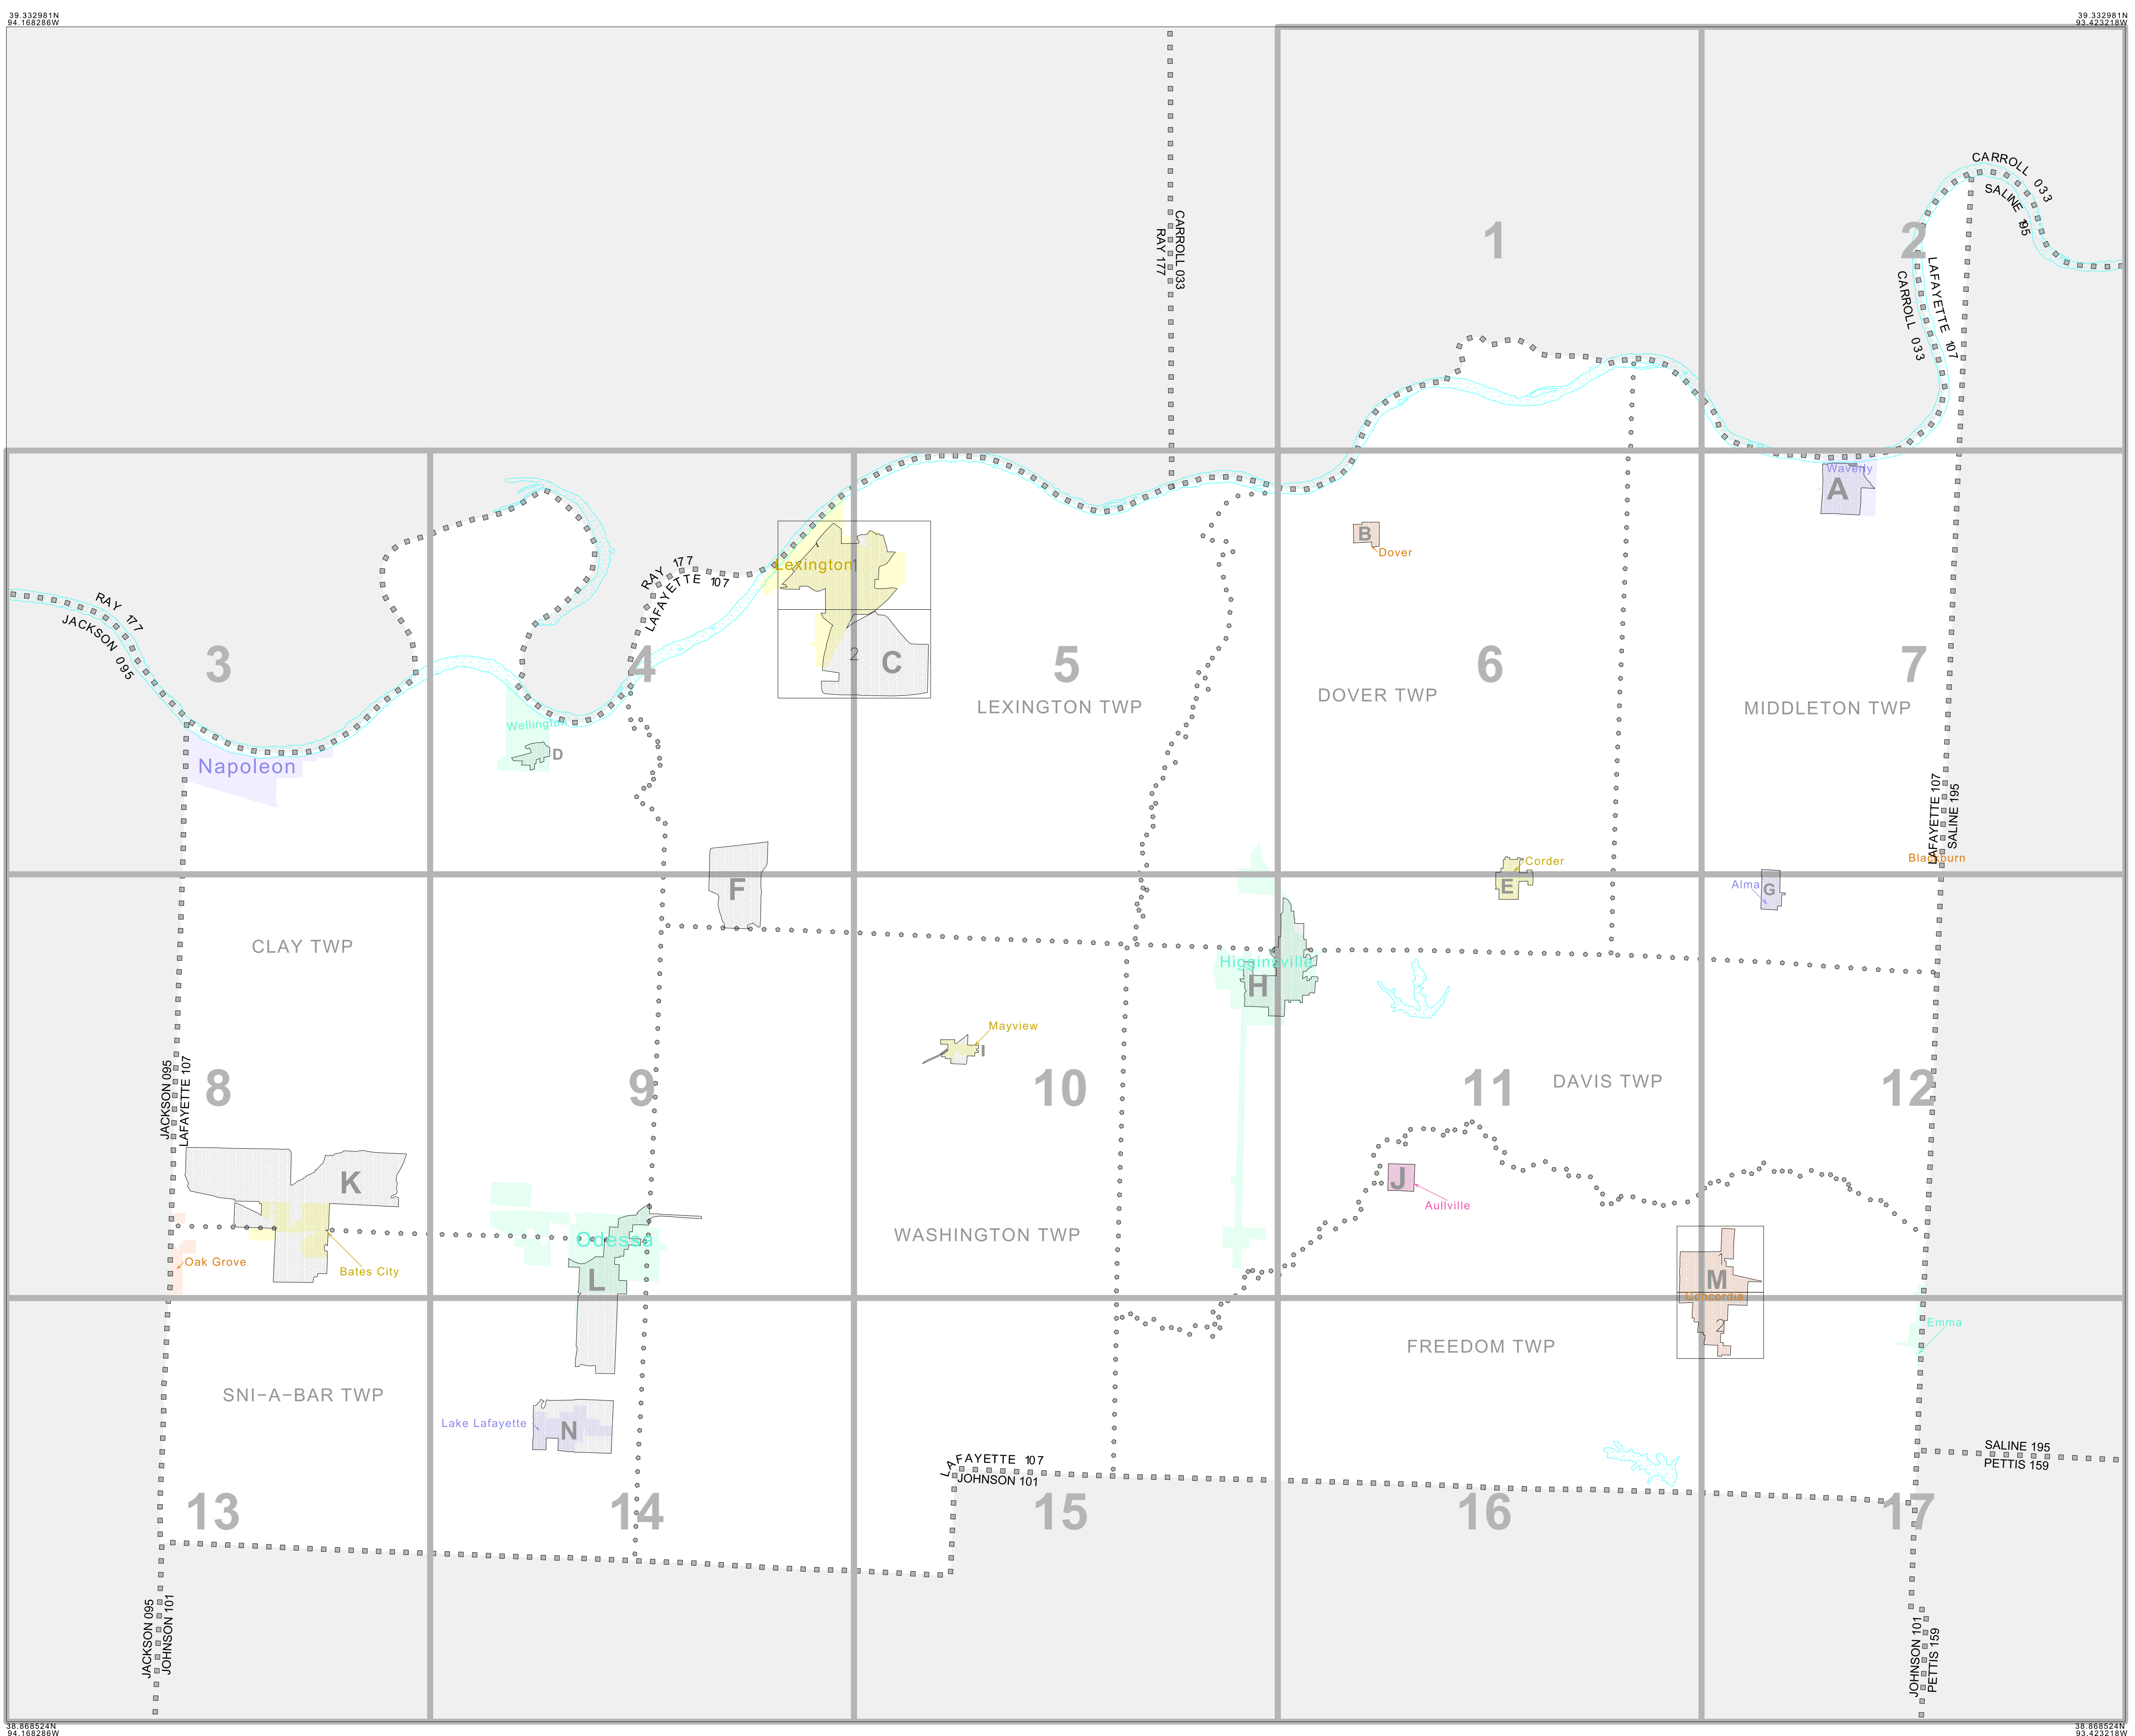 39.332981N
94.168286W
39.332981N
93.423218W
CARROLL 033
SALINE 195
CARROLL 033
RAY 177
1
2
LAFAYETTE 107
CARROLL 033
Waverly
A
B
Dover
RAY 177
LAFAYETTE 107
Lexington
1
RAY 177
JACKSON 095
3
4
2
C
5
6
7
LEXINGTON TWP
DOVER TWP
MIDDLETON TWP
Wellington
D
Napoleon
LAFAYETTE 107
SALINE 195
Blackburn
Corder
E
Alma
G
F
CLAY TWP
Higginsville
H
Mayview
I
JACKSON 095
LAFAYETTE 107
8
9
10
11
DAVIS TWP
12
K
J
Aullville
WASHINGTON TWP
Odessa
Oak Grove
Bates City
L
1
M
Concordia
2
Emma
FREEDOM TWP
SNI-A-BAR TWP
Lake Lafayette
N
LAFAYETTE 107
JOHNSON 101
SALINE 195
PETTIS 159
13
14
15
16
17
JACKSON 095
JOHNSON 101
JOHNSON 101
PETTIS 159
38.868524N
94.168286W
38.868524N
93.423218W